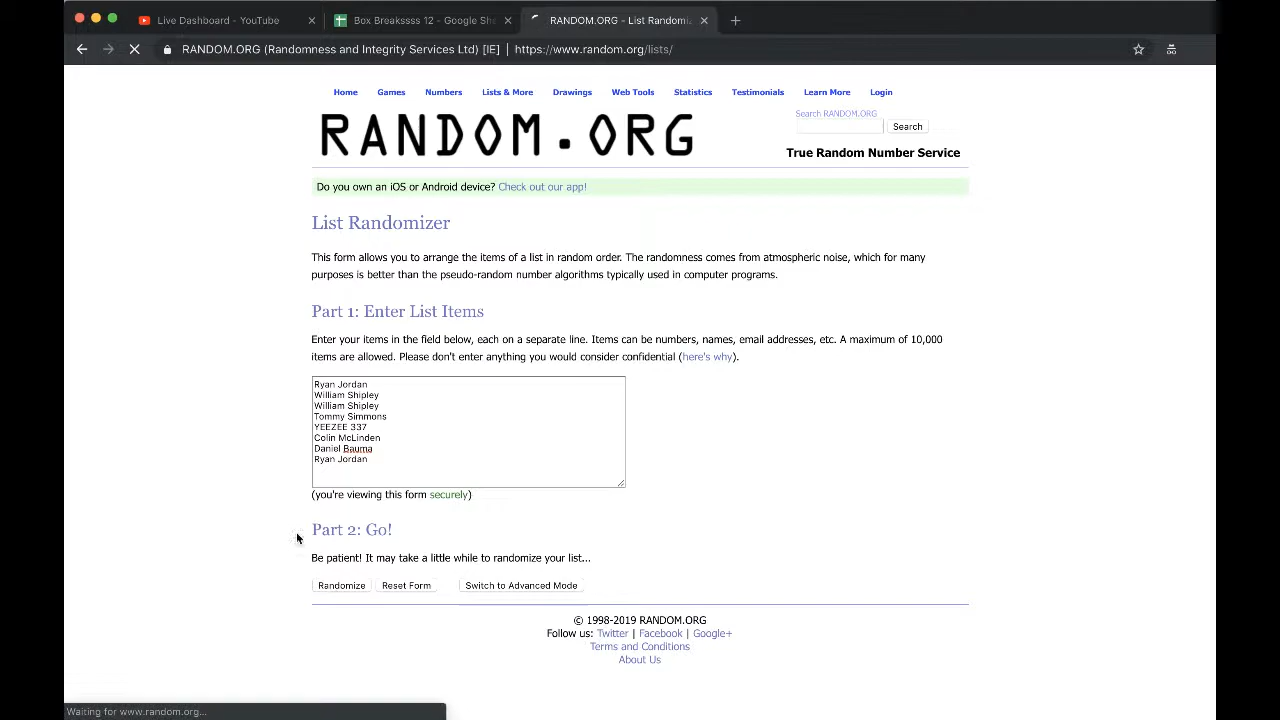 Live Dashboard - YouTube
Box Breakssss 12 - Google She
RANDOM.ORG - List Randomiz
RANDOM.ORG (Randomness and Integrity Services Ltd) [IE] | https://www.random.org/lists/
Home Games Numbers Lists & More Drawings Web Tools Statistics Testimonials Learn More Login
RANDOM.ORG
Search RANDOM.ORG
Search
True Random Number Service
Do you own an iOS or Android device? Check out our app!
List Randomizer
This form allows you to arrange the items of a list in random order. The randomness comes from atmospheric noise, which for many
purposes is better than the pseudo-random number algorithms typically used in computer programs.
Part 1: Enter List Items
Enter your items in the field below, each on a separate line. Items can be numbers, names, email addresses, etc. A maximum of 10,000
items are allowed. Please don't enter anything you would consider confidential (here's why).
Ryan Jordan
William Shipley
William Shipley
Tommy Simmons
YEEZEE 337
Colin McLinden
Daniel Bauma
Ryan Jordan
(you're viewing this form securely)
Part 2: Go!
Be patient! It may take a little while to randomize your list...
Randomize Reset Form Switch to Advanced Mode
© 1998-2019 RANDOM.ORG
Follow us: Twitter | Facebook | Google+
Terms and Conditions
About Us
Waiting for www.random.org...